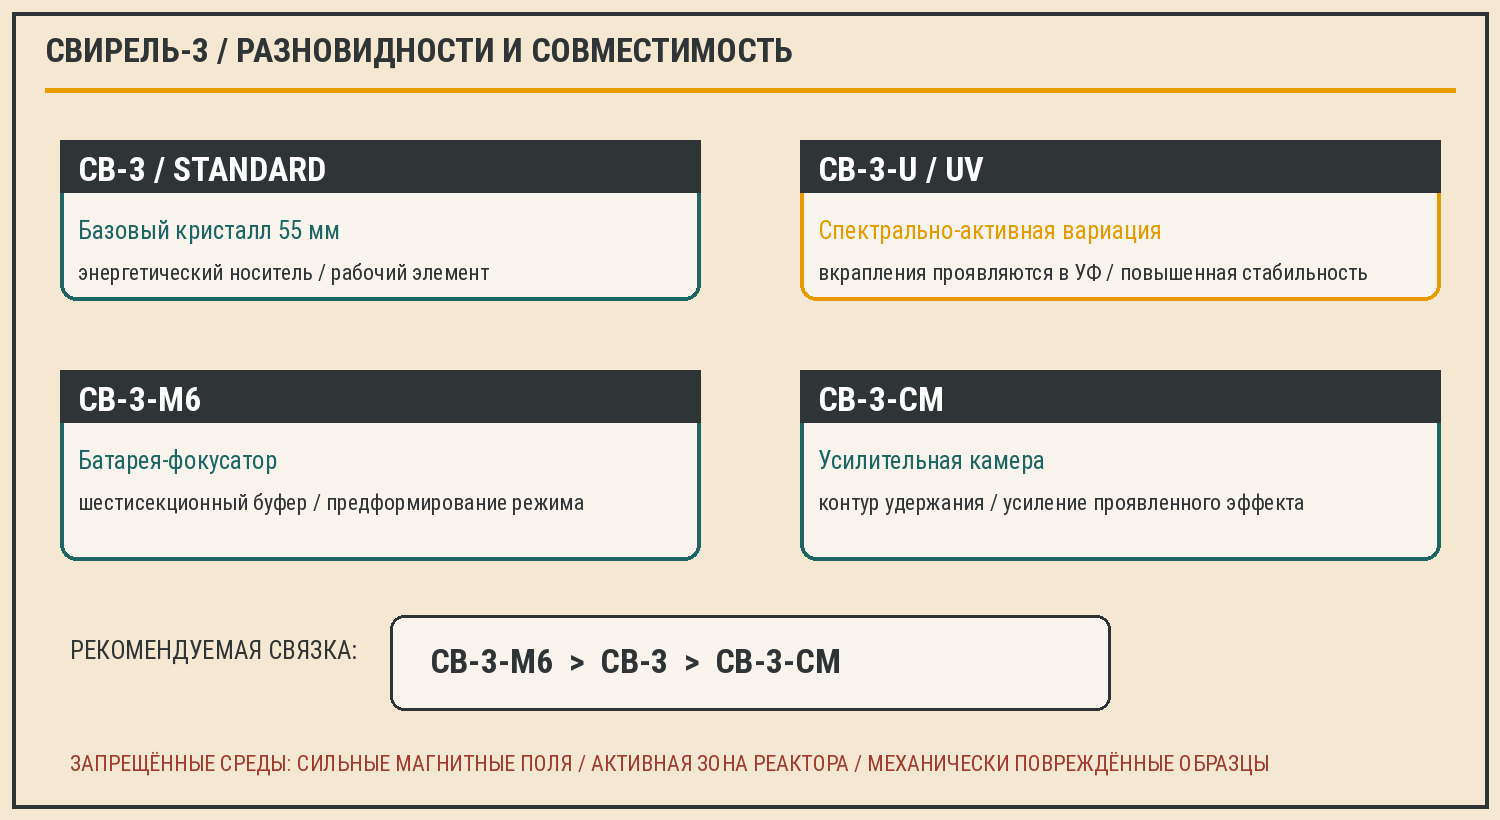 СВИРЕЛЬ-3 / РАЗНОВИДНОСТИ И СОВМЕСТИМОСТЬ
СВ-3 / STANDARD
Базовый кристалл 55 мм
энергетический носитель / рабочий элемент
СВ-3-U / UV
Спектрально-активная вариация
вкрапления проявляются в УФ / повышенная стабильность
СВ-3-М6
Батарея-фокусатор
шестисекционный буфер / предформирование режима
СВ-3-СМ
Усилительная камера
контур удержания / усиление проявленного эффекта
РЕКОМЕНДУЕМАЯ СВЯЗКА:
СВ-3-М6 > СВ-3 > СВ-3-СМ
ЗАПРЕЩЁННЫЕ СРЕДЫ: СИЛЬНЫЕ МАГНИТНЫЕ ПОЛЯ / АКТИВНАЯ ЗОНА РЕАКТОРА / МЕХАНИЧЕСКИ ПОВРЕЖДЁННЫЕ ОБРАЗЦЫ